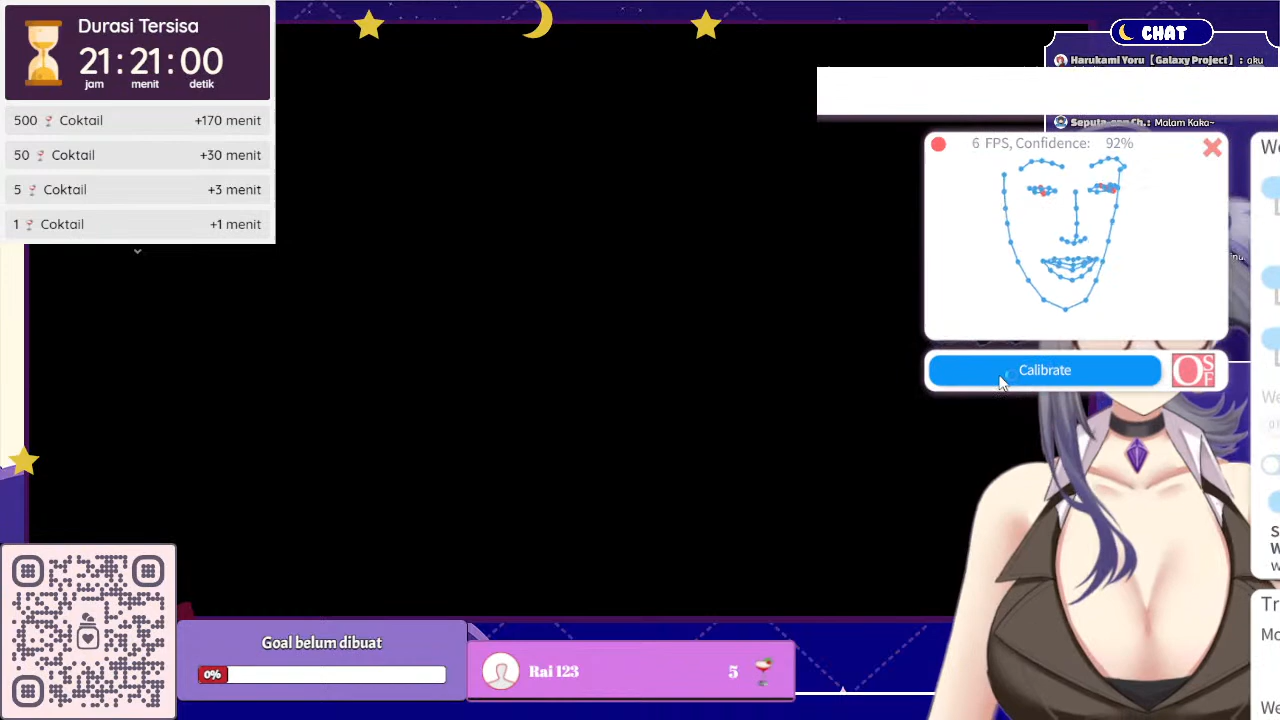 Durasi Tersisa
21:21:00
jam menit detik
500 Coktail +170 menit
50 Coktail +30 menit
5 Coktail +3 menit
1 Coktail +1 menit
CHAT
Harukami Yoru【Galaxy Project】: aku
Malam Kaka~
6 FPS, Confidence: 92%
Calibrate
OSF
Goal belum dibuat
0%
Rai 123 5